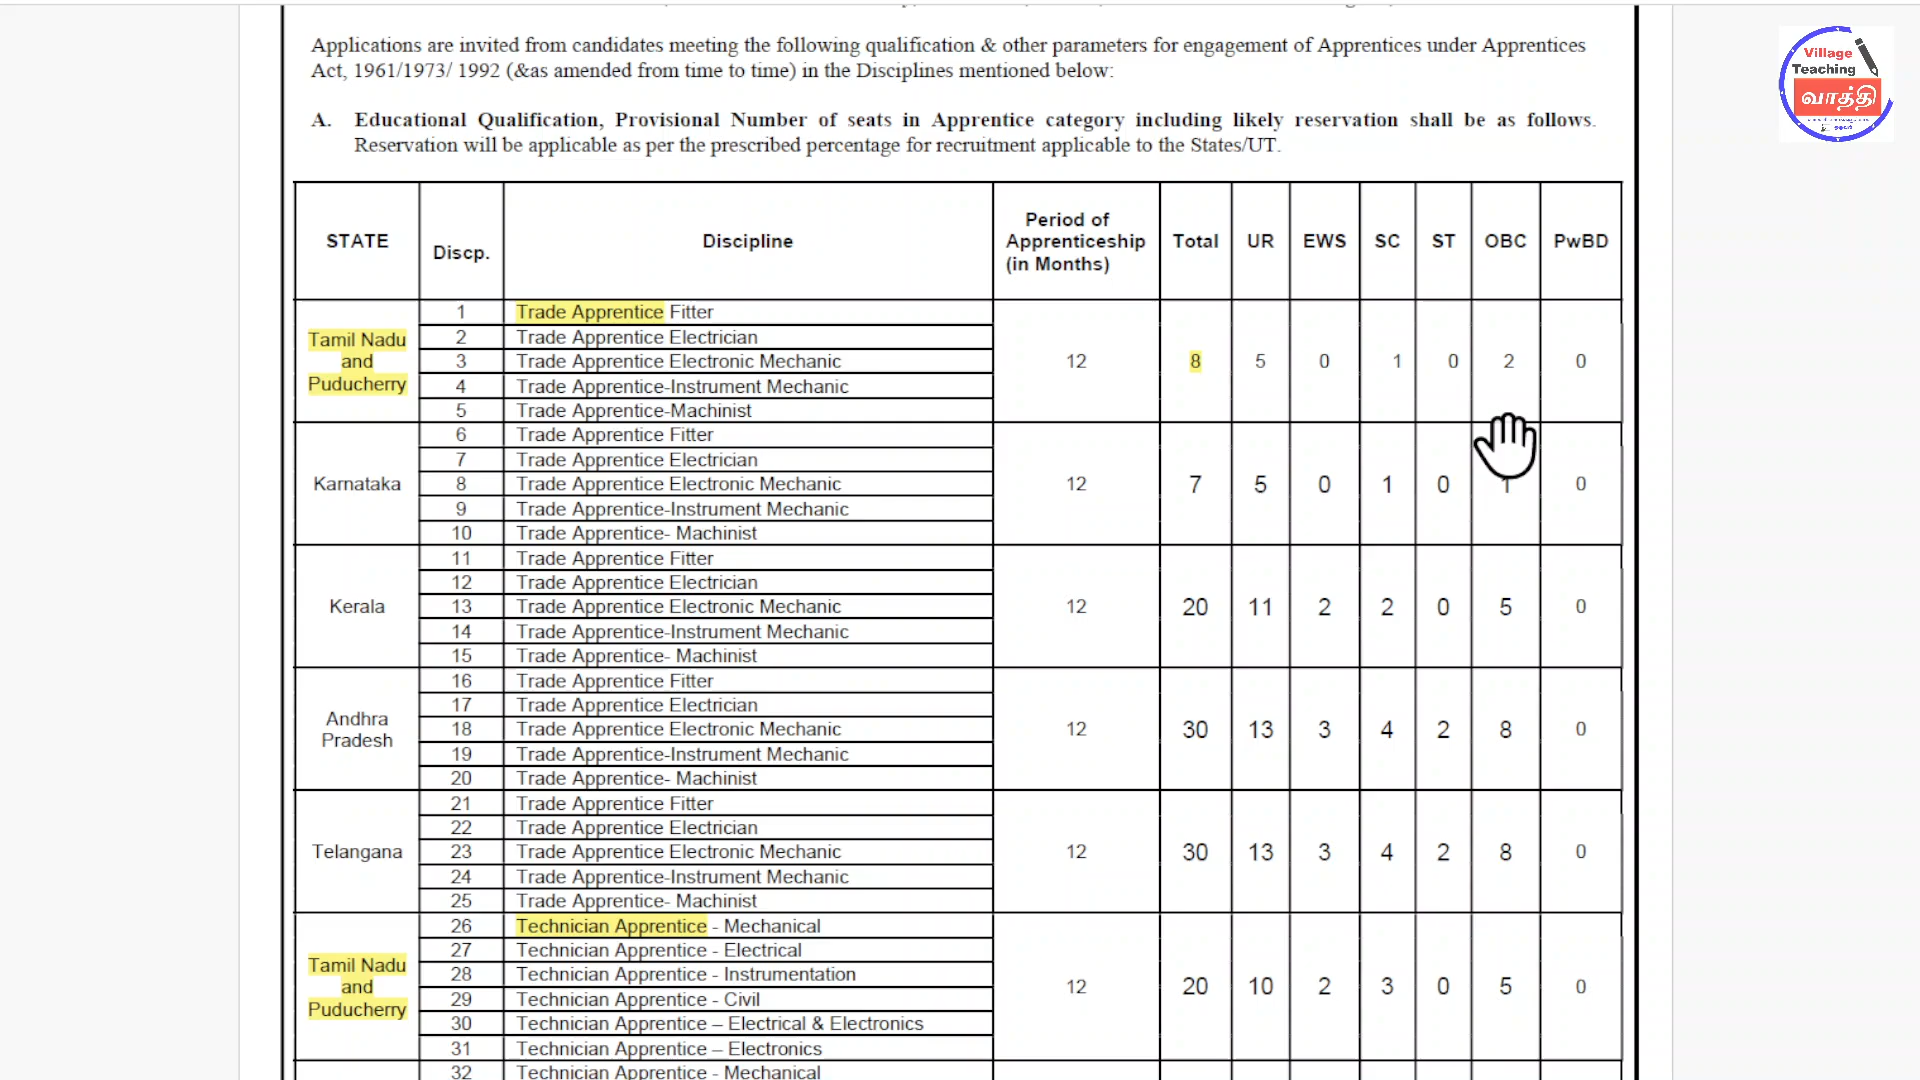 Village
Teaching
வாத்தி
Applications are invited from candidates meeting the following qualification & other parameters for engagement of Apprentices under Apprentices
Act, 1961/1973/ 1992 (&as amended from time to time) in the Disciplines mentioned below:
A. Educational Qualification, Provisional Number of seats in Apprentice category including likely reservation shall be as follows.
Reservation will be applicable as per the prescribed percentage for recruitment applicable to the States/UT.
STATE Discp. Discipline Period of Apprenticeship (in Months) Total UR EWS SC ST OBC PwBD
Tamil Nadu and Puducherry 12 8 5 0 1 0 2 0
1 Trade Apprentice Fitter
2 Trade Apprentice Electrician
3 Trade Apprentice Electronic Mechanic
4 Trade Apprentice-Instrument Mechanic
5 Trade Apprentice-Machinist
Karnataka 12 7 5 0 1 0 1 0
6 Trade Apprentice Fitter
7 Trade Apprentice Electrician
8 Trade Apprentice Electronic Mechanic
9 Trade Apprentice-Instrument Mechanic
10 Trade Apprentice- Machinist
Kerala 12 20 11 2 2 0 5 0
11 Trade Apprentice Fitter
12 Trade Apprentice Electrician
13 Trade Apprentice Electronic Mechanic
14 Trade Apprentice-Instrument Mechanic
15 Trade Apprentice- Machinist
Andhra Pradesh 12 30 13 3 4 2 8 0
16 Trade Apprentice Fitter
17 Trade Apprentice Electrician
18 Trade Apprentice Electronic Mechanic
19 Trade Apprentice-Instrument Mechanic
20 Trade Apprentice- Machinist
Telangana 12 30 13 3 4 2 8 0
21 Trade Apprentice Fitter
22 Trade Apprentice Electrician
23 Trade Apprentice Electronic Mechanic
24 Trade Apprentice-Instrument Mechanic
25 Trade Apprentice- Machinist
Tamil Nadu and Puducherry 12 20 10 2 3 0 5 0
26 Technician Apprentice - Mechanical
27 Technician Apprentice - Electrical
28 Technician Apprentice - Instrumentation
29 Technician Apprentice - Civil
30 Technician Apprentice – Electrical & Electronics
31 Technician Apprentice – Electronics
32 Technician Apprentice - Mechanical